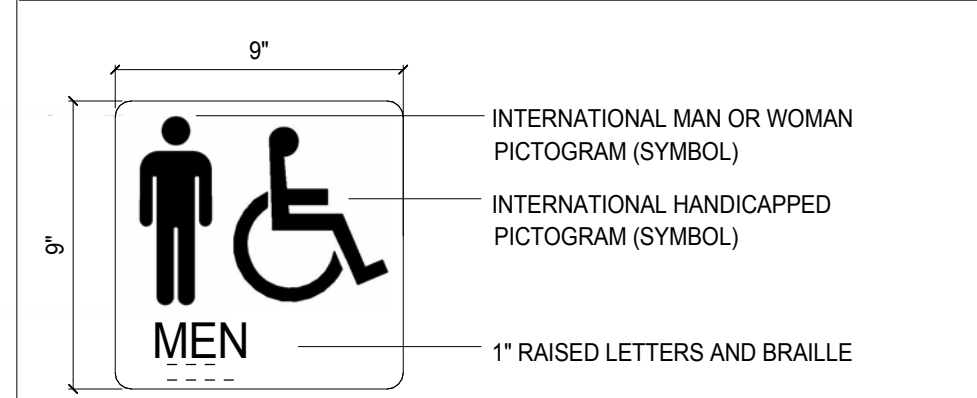 9"
INTERNATIONAL MAN OR WOMAN
PICTOGRAM (SYMBOL)
INTERNATIONAL HANDICAPPED
PICTOGRAM (SYMBOL)
9"
MEN
1" RAISED LETTERS AND BRAILLE